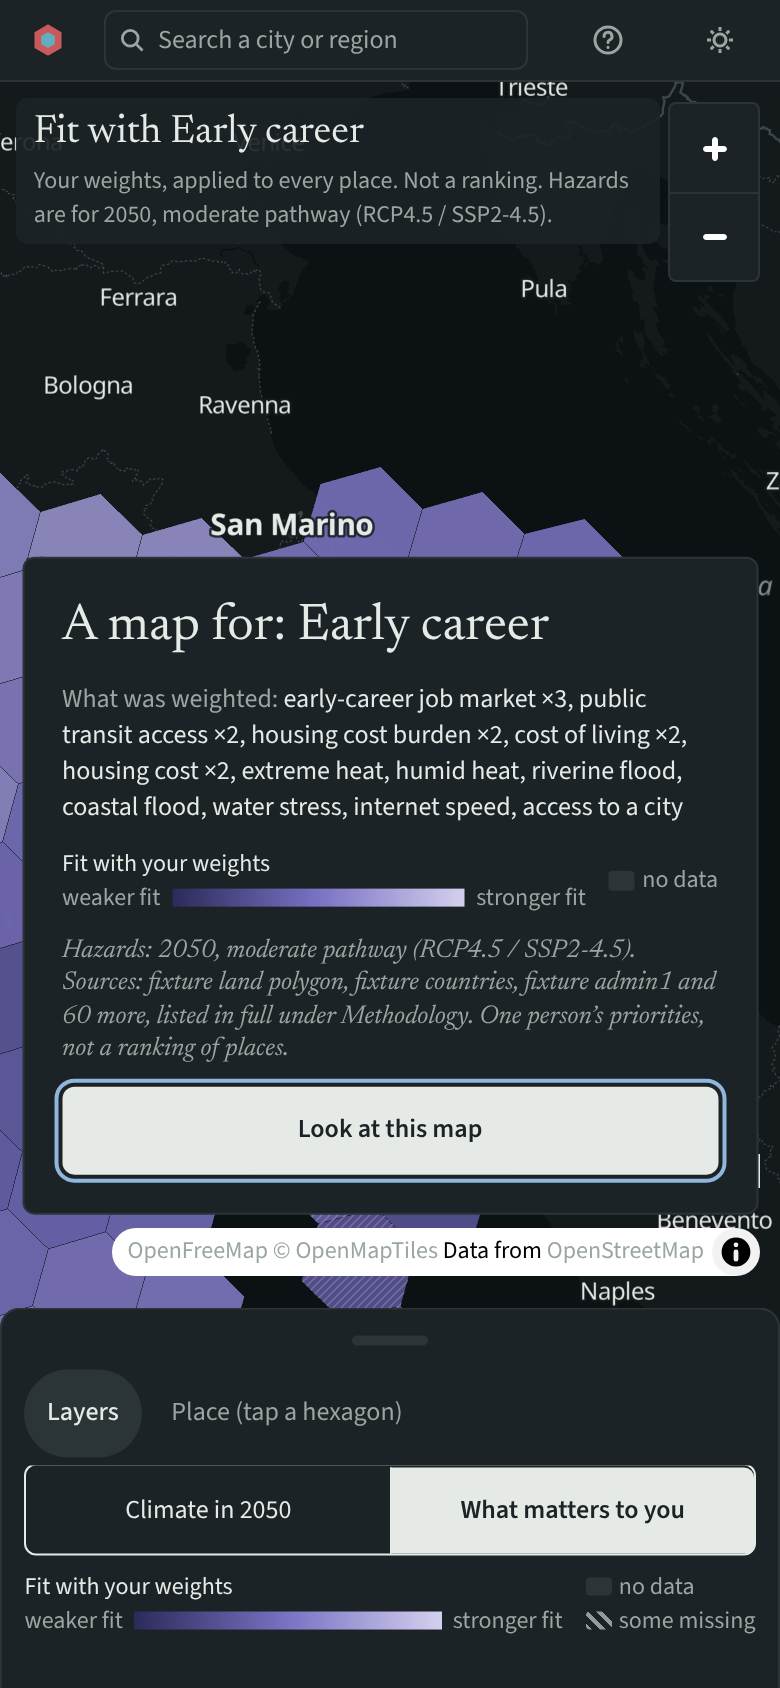 Search a city or region
Trieste
Fit with Early career
Your weights, applied to every place. Not a ranking. Hazards
are for 2050, moderate pathway (RCP4.5 / SSP2-4.5).
+
−
Ferrara
Pula
Bologna
Ravenna
Z
San Marino
a
A map for: Early career
What was weighted: early-career job market ×3, public
transit access ×2, housing cost burden ×2, cost of living ×2,
housing cost ×2, extreme heat, humid heat, riverine flood,
coastal flood, water stress, internet speed, access to a city
Fit with your weights
weaker fit
stronger fit
no data
Hazards: 2050, moderate pathway (RCP4.5 / SSP2-4.5).
Sources: fixture land polygon, fixture countries, fixture admin1 and
60 more, listed in full under Methodology. One person’s priorities,
not a ranking of places.
Look at this map
Benevento
OpenFreeMap © OpenMapTiles Data from OpenStreetMap
Naples
Layers
Place (tap a hexagon)
Climate in 2050
What matters to you
Fit with your weights
no data
weaker fit
stronger fit
some missing